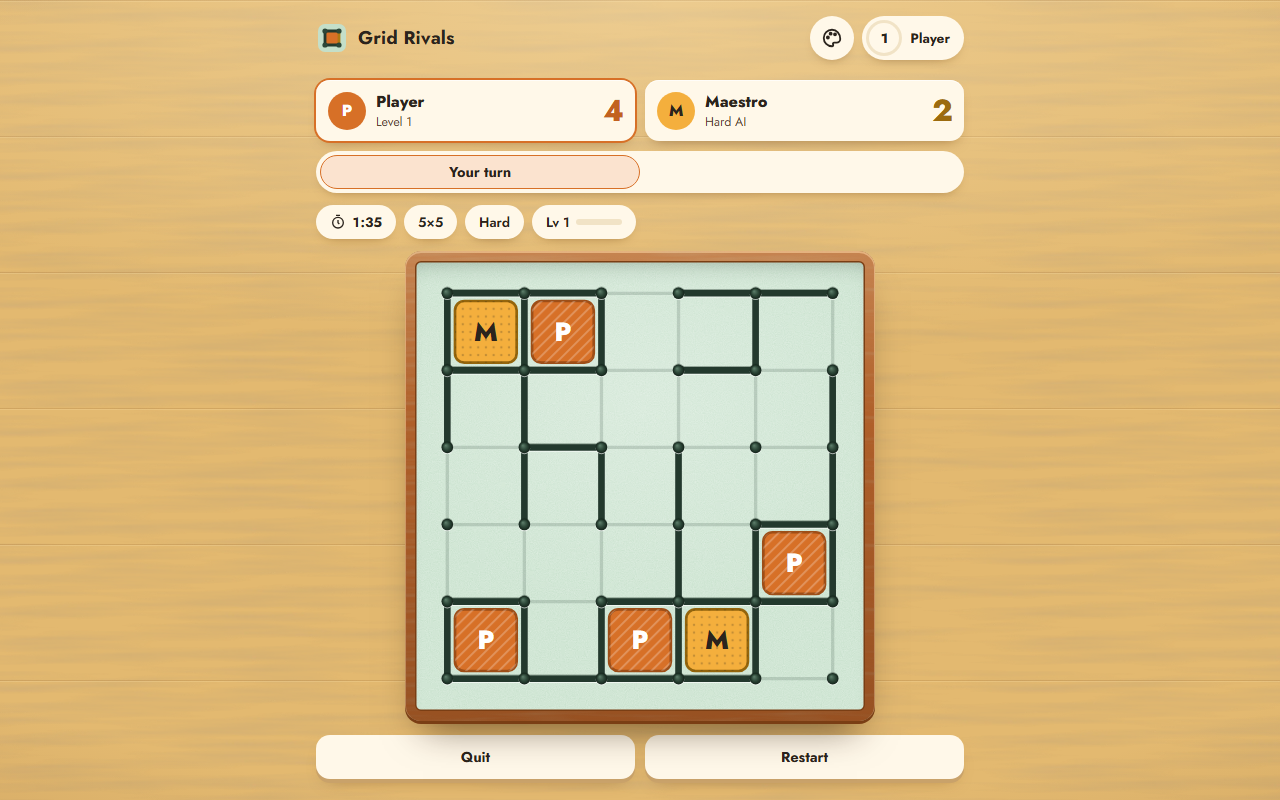 Grid Rivals
1 Player
P Player
Level 1
4
M Maestro
Hard AI
2
Your turn
1:35
5×5
Hard
Lv 1
M P
P
P P M
Quit
Restart